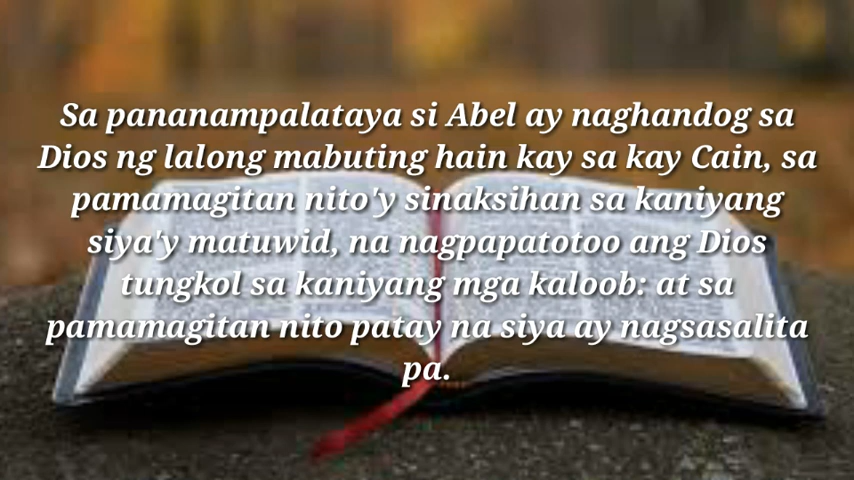 Sa pananampalataya si Abel ay naghandog sa
Dios ng lalong mabuting hain kay sa kay Cain, sa
pamamagitan nito'y sinaksihan sa kaniyang
siya'y matuwid, na nagpapatotoo ang Dios
tungkol sa kaniyang mga kaloob: at sa
pamamagitan nito patay na siya ay nagsasalita
pa.